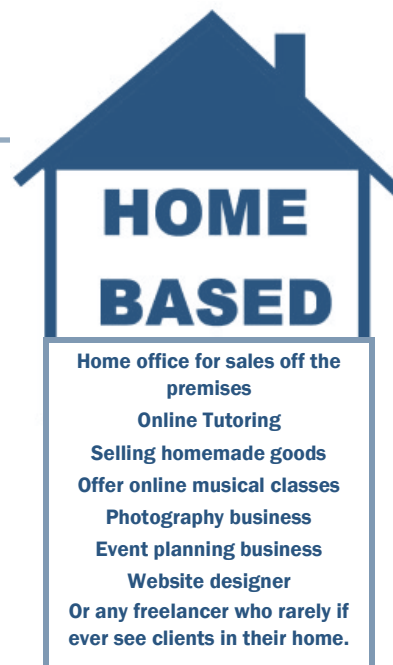 HOME
BASED
Home office for sales off the
premises
Online Tutoring
Selling homemade goods
Offer online musical classes
Photography business
Event planning business
Website designer
Or any freelancer who rarely if
ever see clients in their home.